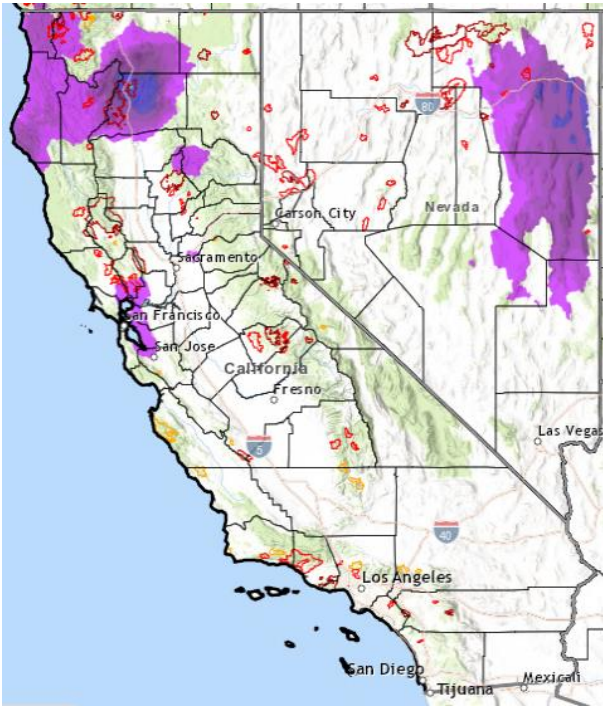 80
Carson City
Nevada
Sacramento
San Francisco
San Jose
California
Fresno
5
Las Vegas
40
Los Angeles
San Diego
Tijuana
Mexicali